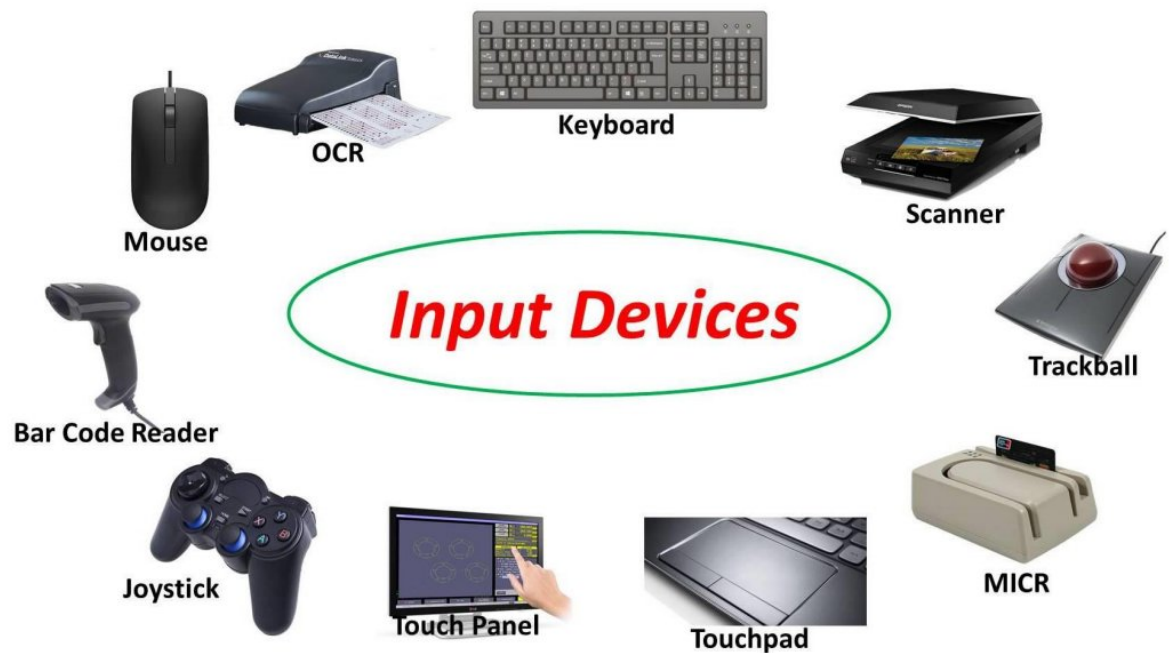 Keyboard
OCR
Scanner
Mouse
Input Devices
Trackball
Bar Code Reader
MICR
Joystick
Touch Panel
Touchpad
X
Y
A
B